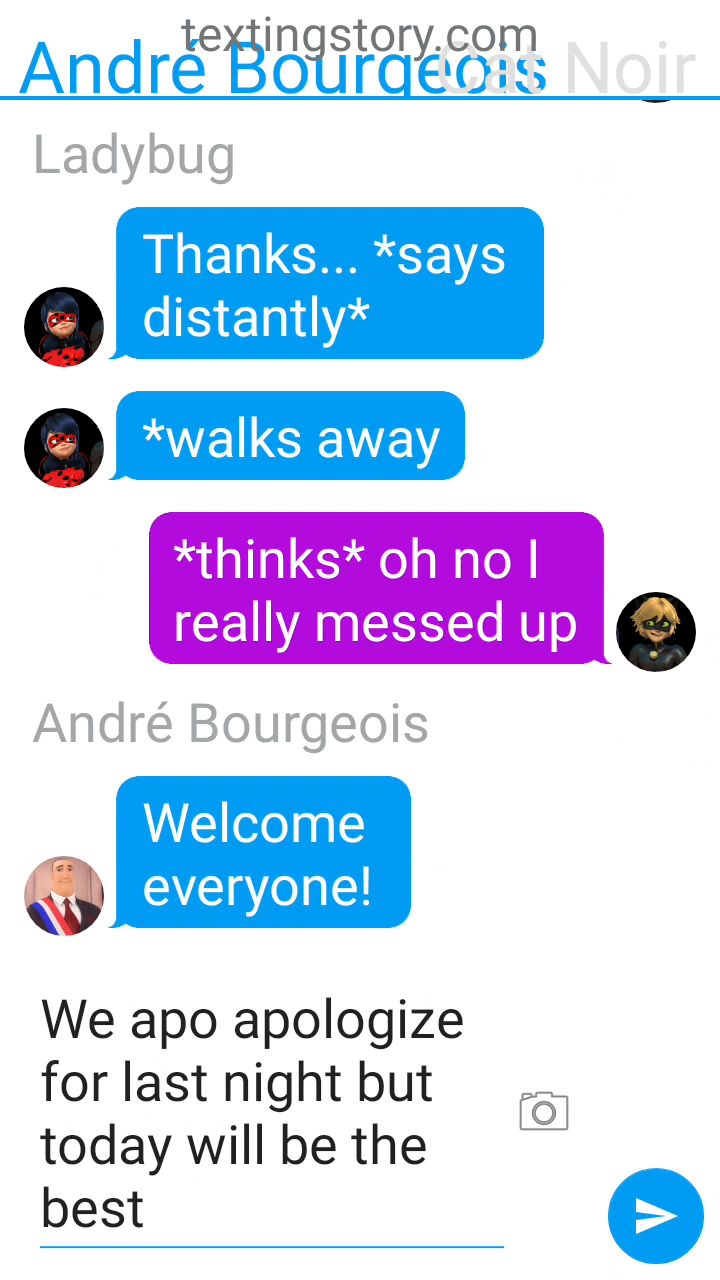 textingstory.com
André Bourgeois Cat Noir
Ladybug
Thanks... *says
distantly*
*walks away
*thinks* oh no I
really messed up
André Bourgeois
Welcome
everyone!
We apo apologize
for last night but
today will be the
best